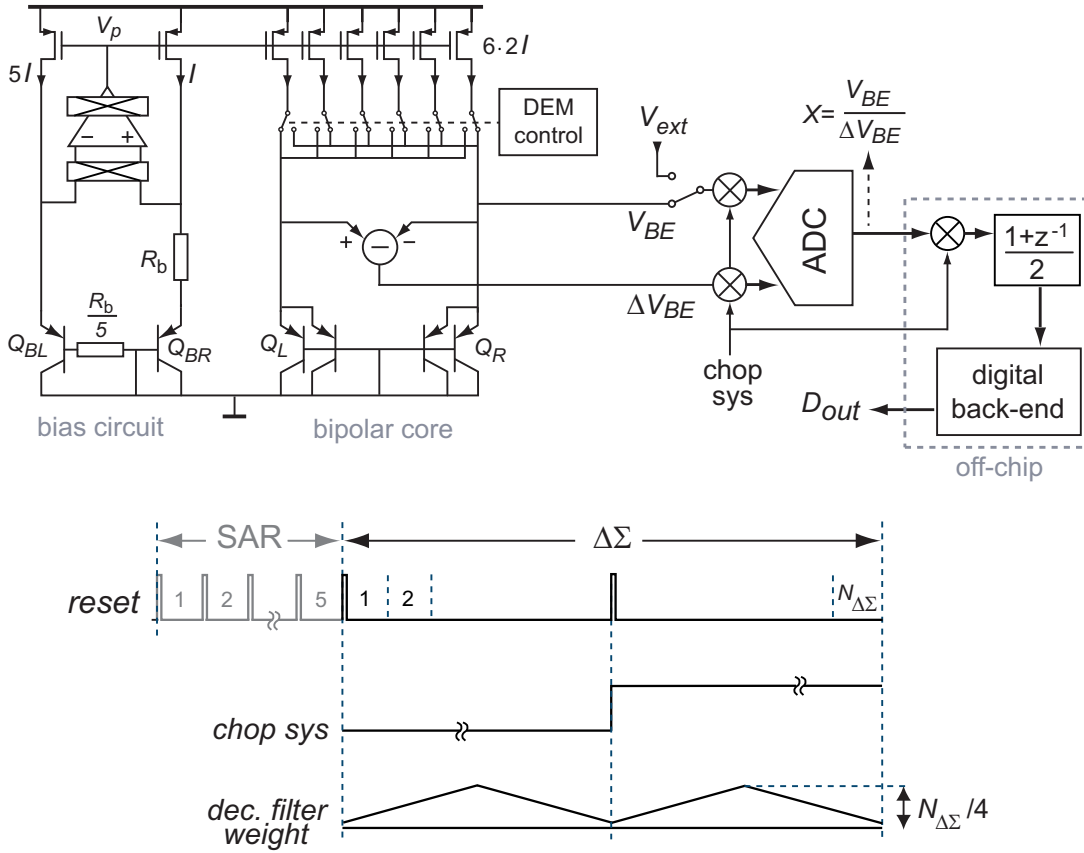 V_p
5I
I
6·2I
DEM
control
V_ext
X = V_BE / ΔV_BE
− +
V_BE
ADC
1+z^-1
2
R_b
+ − −
ΔV_BE
R_b
5
Q_BL
Q_BR
Q_L
Q_R
chop
sys
digital
back-end
D_out
bias circuit
bipolar core
off-chip
SAR
ΔΣ
reset
1 2 5 1 2 N_ΔΣ
chop sys
dec. filter
weight
N_ΔΣ /4